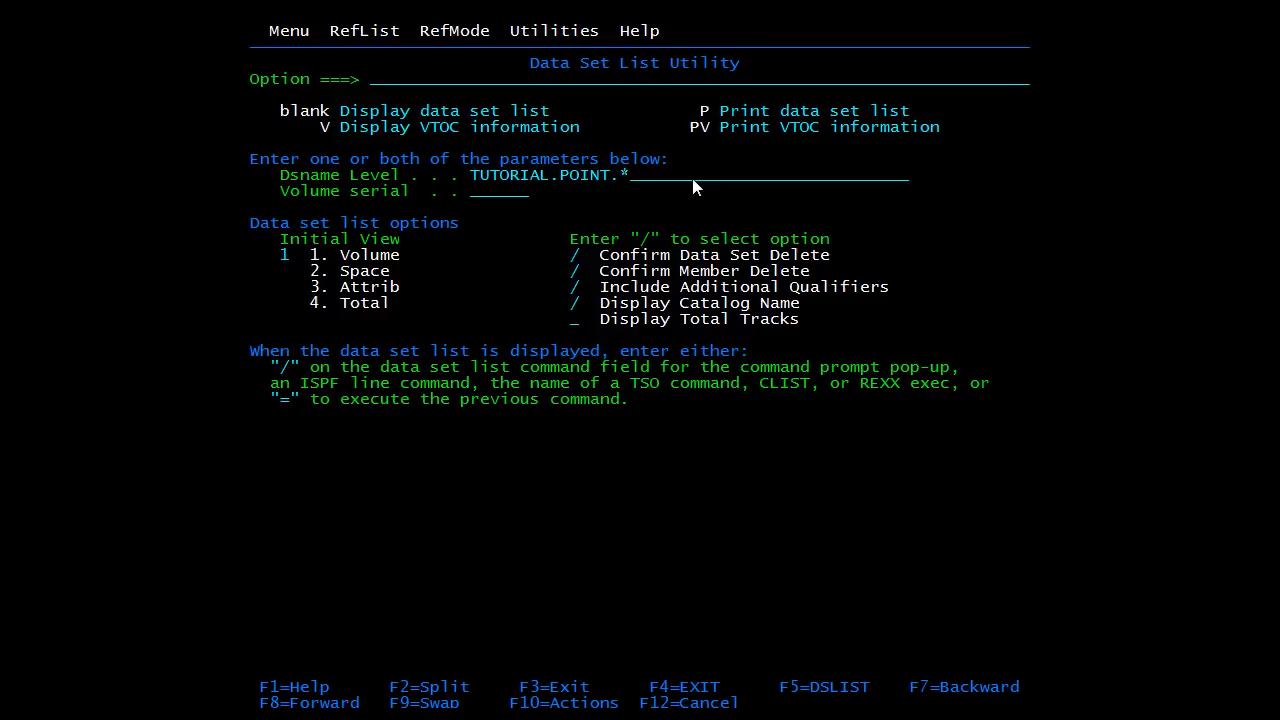 Menu RefList RefMode Utilities Help
Data Set List Utility
Option ===>
blank Display data set list P Print data set list
V Display VTOC information PV Print VTOC information
Enter one or both of the parameters below:
Dsname Level . . . TUTORIAL.POINT.*
Volume serial . .
Data set list options
Initial View Enter "/" to select option
1 1. Volume / Confirm Data Set Delete
2. Space / Confirm Member Delete
3. Attrib / Include Additional Qualifiers
4. Total / Display Catalog Name
_ Display Total Tracks
When the data set list is displayed, enter either:
"/" on the data set list command field for the command prompt pop-up,
an ISPF line command, the name of a TSO command, CLIST, or REXX exec, or
"=" to execute the previous command.
F1=Help F2=Split F3=Exit F4=EXIT F5=DSLIST F7=Backward
F8=Forward F9=Swap F10=Actions F12=Cancel